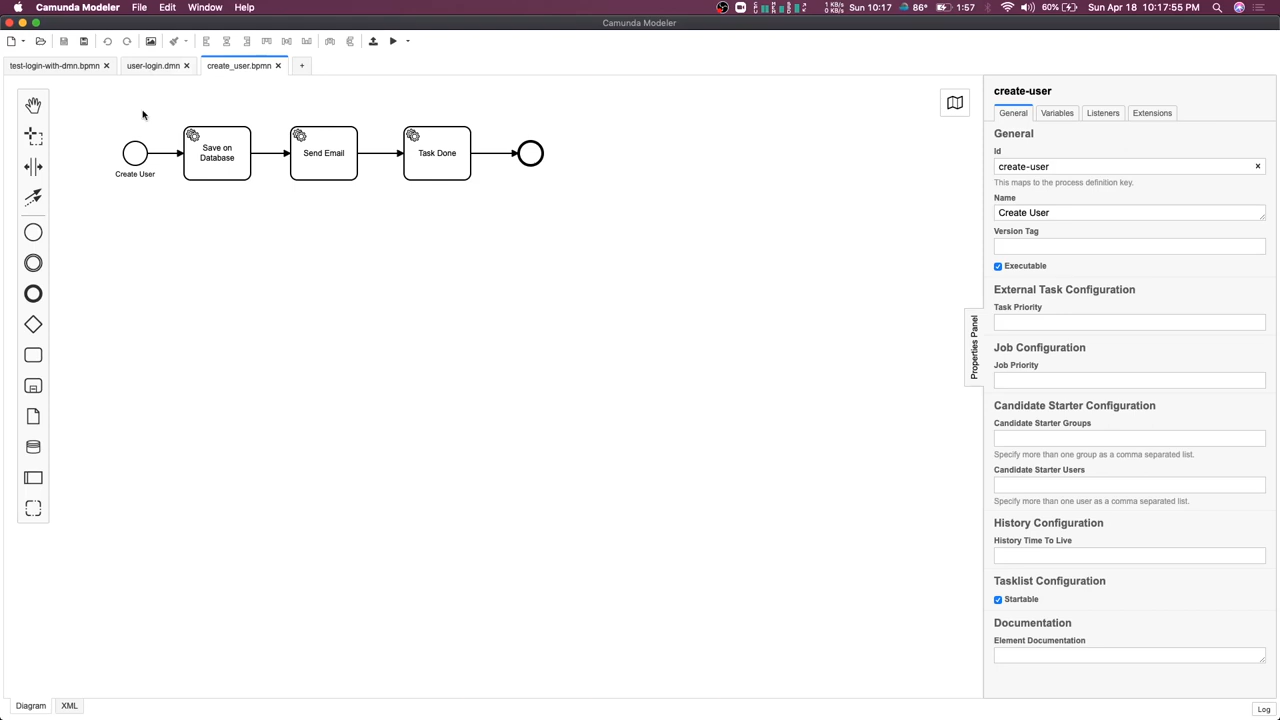 Camunda Modeler File Edit Window Help
1 KB/s 0 KB/s Sun 10:17 86° 1:57 60% Sun Apr 18 10:17:55 PM
Camunda Modeler
test-login-with-dmn.bpmn × user-login.dmn × create_user.bpmn × +
create-user
General Variables Listeners Extensions
General
Id
create-user ×
This maps to the process definition key.
Name
Create User
Version Tag
Executable
External Task Configuration
Task Priority
Job Configuration
Job Priority
Candidate Starter Configuration
Candidate Starter Groups
Specify more than one group as a comma separated list.
Candidate Starter Users
Specify more than one user as a comma separated list.
History Configuration
History Time To Live
Tasklist Configuration
Startable
Documentation
Element Documentation
Properties Panel
Create User
Save on
Database
Send Email
Task Done
Diagram XML
Log